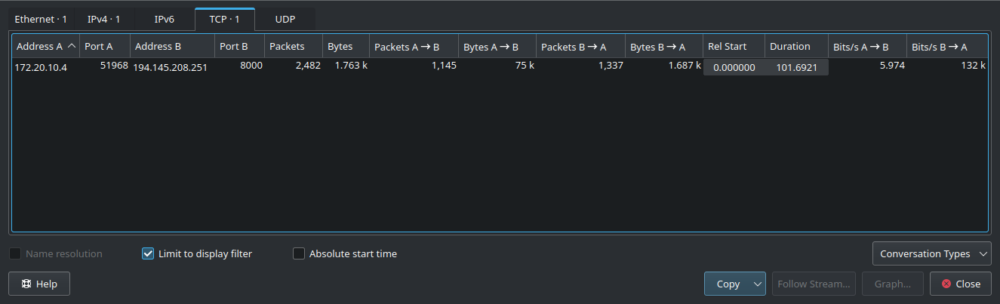 Ethernet · 1 IPv4 · 1 IPv6 TCP · 1 UDP
Address A Port A Address B Port B Packets Bytes Packets A → B Bytes A → B Packets B → A Bytes B → A Rel Start Duration Bits/s A → B Bits/s B → A
172.20.10.4 51968 194.145.208.251 8000 2,482 1.763 k 1,145 75 k 1,337 1.687 k 0.000000 101.6921 5.974 132 k
Name resolution Limit to display filter Absolute start time Conversation Types
Help Copy Follow Stream... Graph... Close